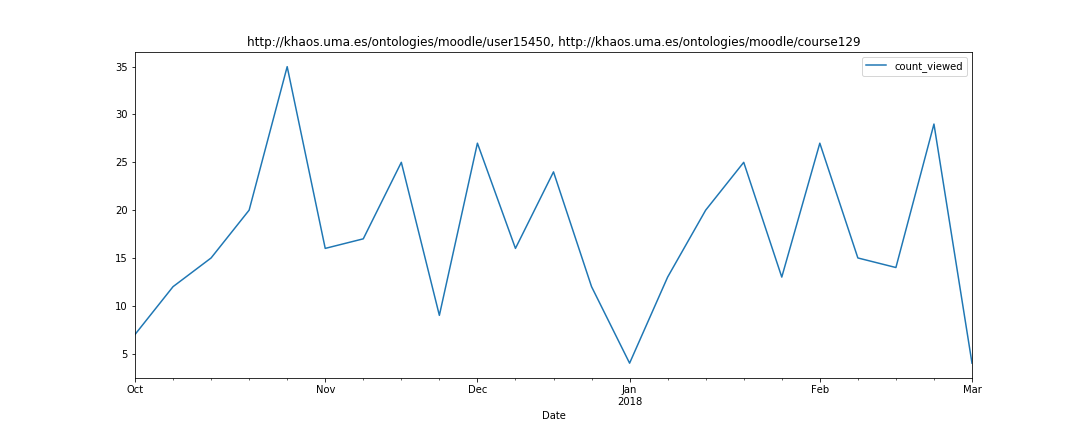 http://khaos.uma.es/ontologies/moodle/user15450, http://khaos.uma.es/ontologies/moodle/course129
count_viewed
35
30
25
20
15
10
5
Oct Nov Dec Jan Feb Mar
2018
Date